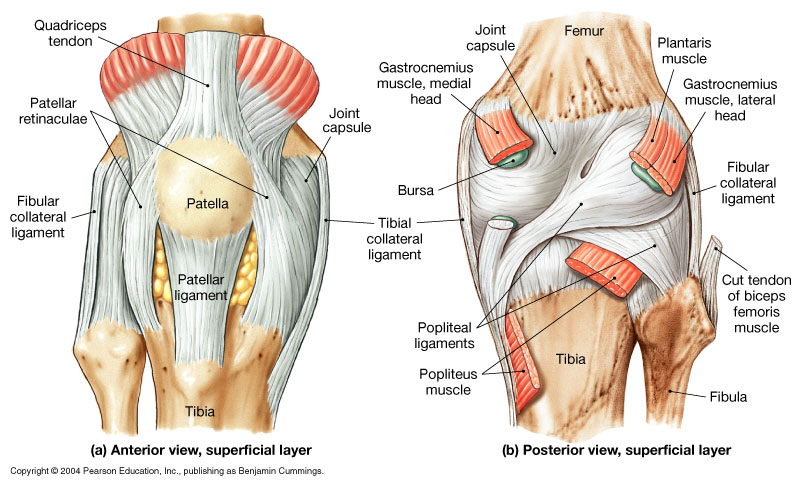 Quadriceps
tendon
Patellar
retinaculae
Joint
capsule
Fibular
collateral
ligament
Patella
Tibial
collateral
ligament
Patellar
ligament
Tibia
(a) Anterior view, superficial layer
Joint
capsule
Femur
Plantaris
muscle
Gastrocnemius
muscle, medial
head
Gastrocnemius
muscle, lateral
head
Bursa
Fibular
collateral
ligament
Cut tendon
of biceps
femoris
muscle
Popliteal
ligaments
Popliteus
muscle
Tibia
Fibula
(b) Posterior view, superficial layer
Copyright © 2004 Pearson Education, Inc., publishing as Benjamin Cummings.